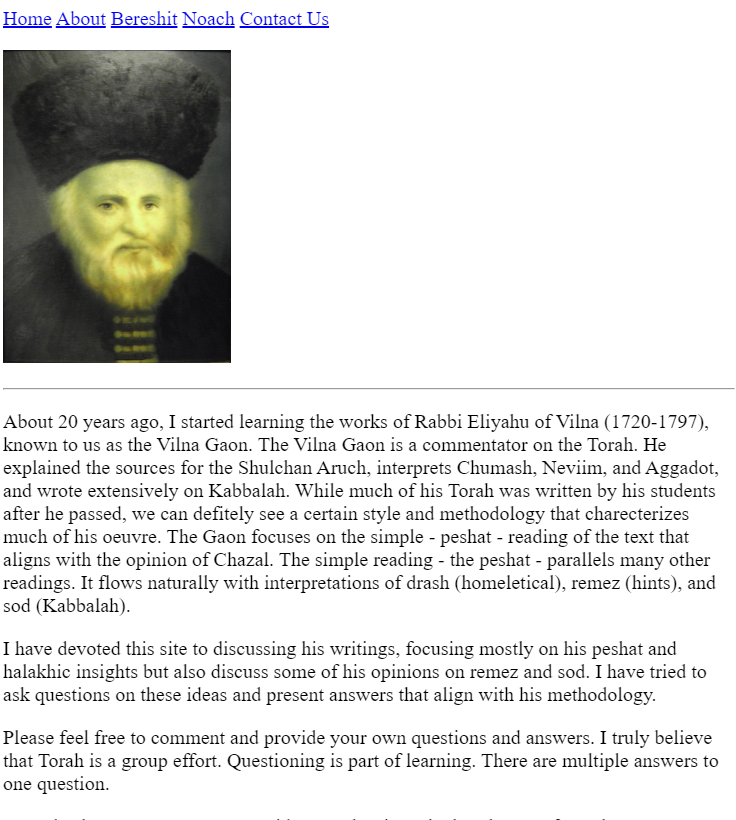 Home About Bereshit Noach Contact Us
About 20 years ago, I started learning the works of Rabbi Eliyahu of Vilna (1720-1797),
known to us as the Vilna Gaon. The Vilna Gaon is a commentator on the Torah. He
explained the sources for the Shulchan Aruch, interprets Chumash, Neviim, and Aggadot,
and wrote extensively on Kabbalah. While much of his Torah was written by his students
after he passed, we can defitely see a certain style and methodology that charecterizes
much of his oeuvre. The Gaon focuses on the simple - peshat - reading of the text that
aligns with the opinion of Chazal. The simple reading - the peshat - parallels many other
readings. It flows naturally with interpretations of drash (homeletical), remez (hints), and
sod (Kabbalah).
I have devoted this site to discussing his writings, focusing mostly on his peshat and
halakhic insights but also discuss some of his opinions on remez and sod. I have tried to
ask questions on these ideas and present answers that align with his methodology.
Please feel free to comment and provide your own questions and answers. I truly believe
that Torah is a group effort. Questioning is part of learning. There are multiple answers to
one question.